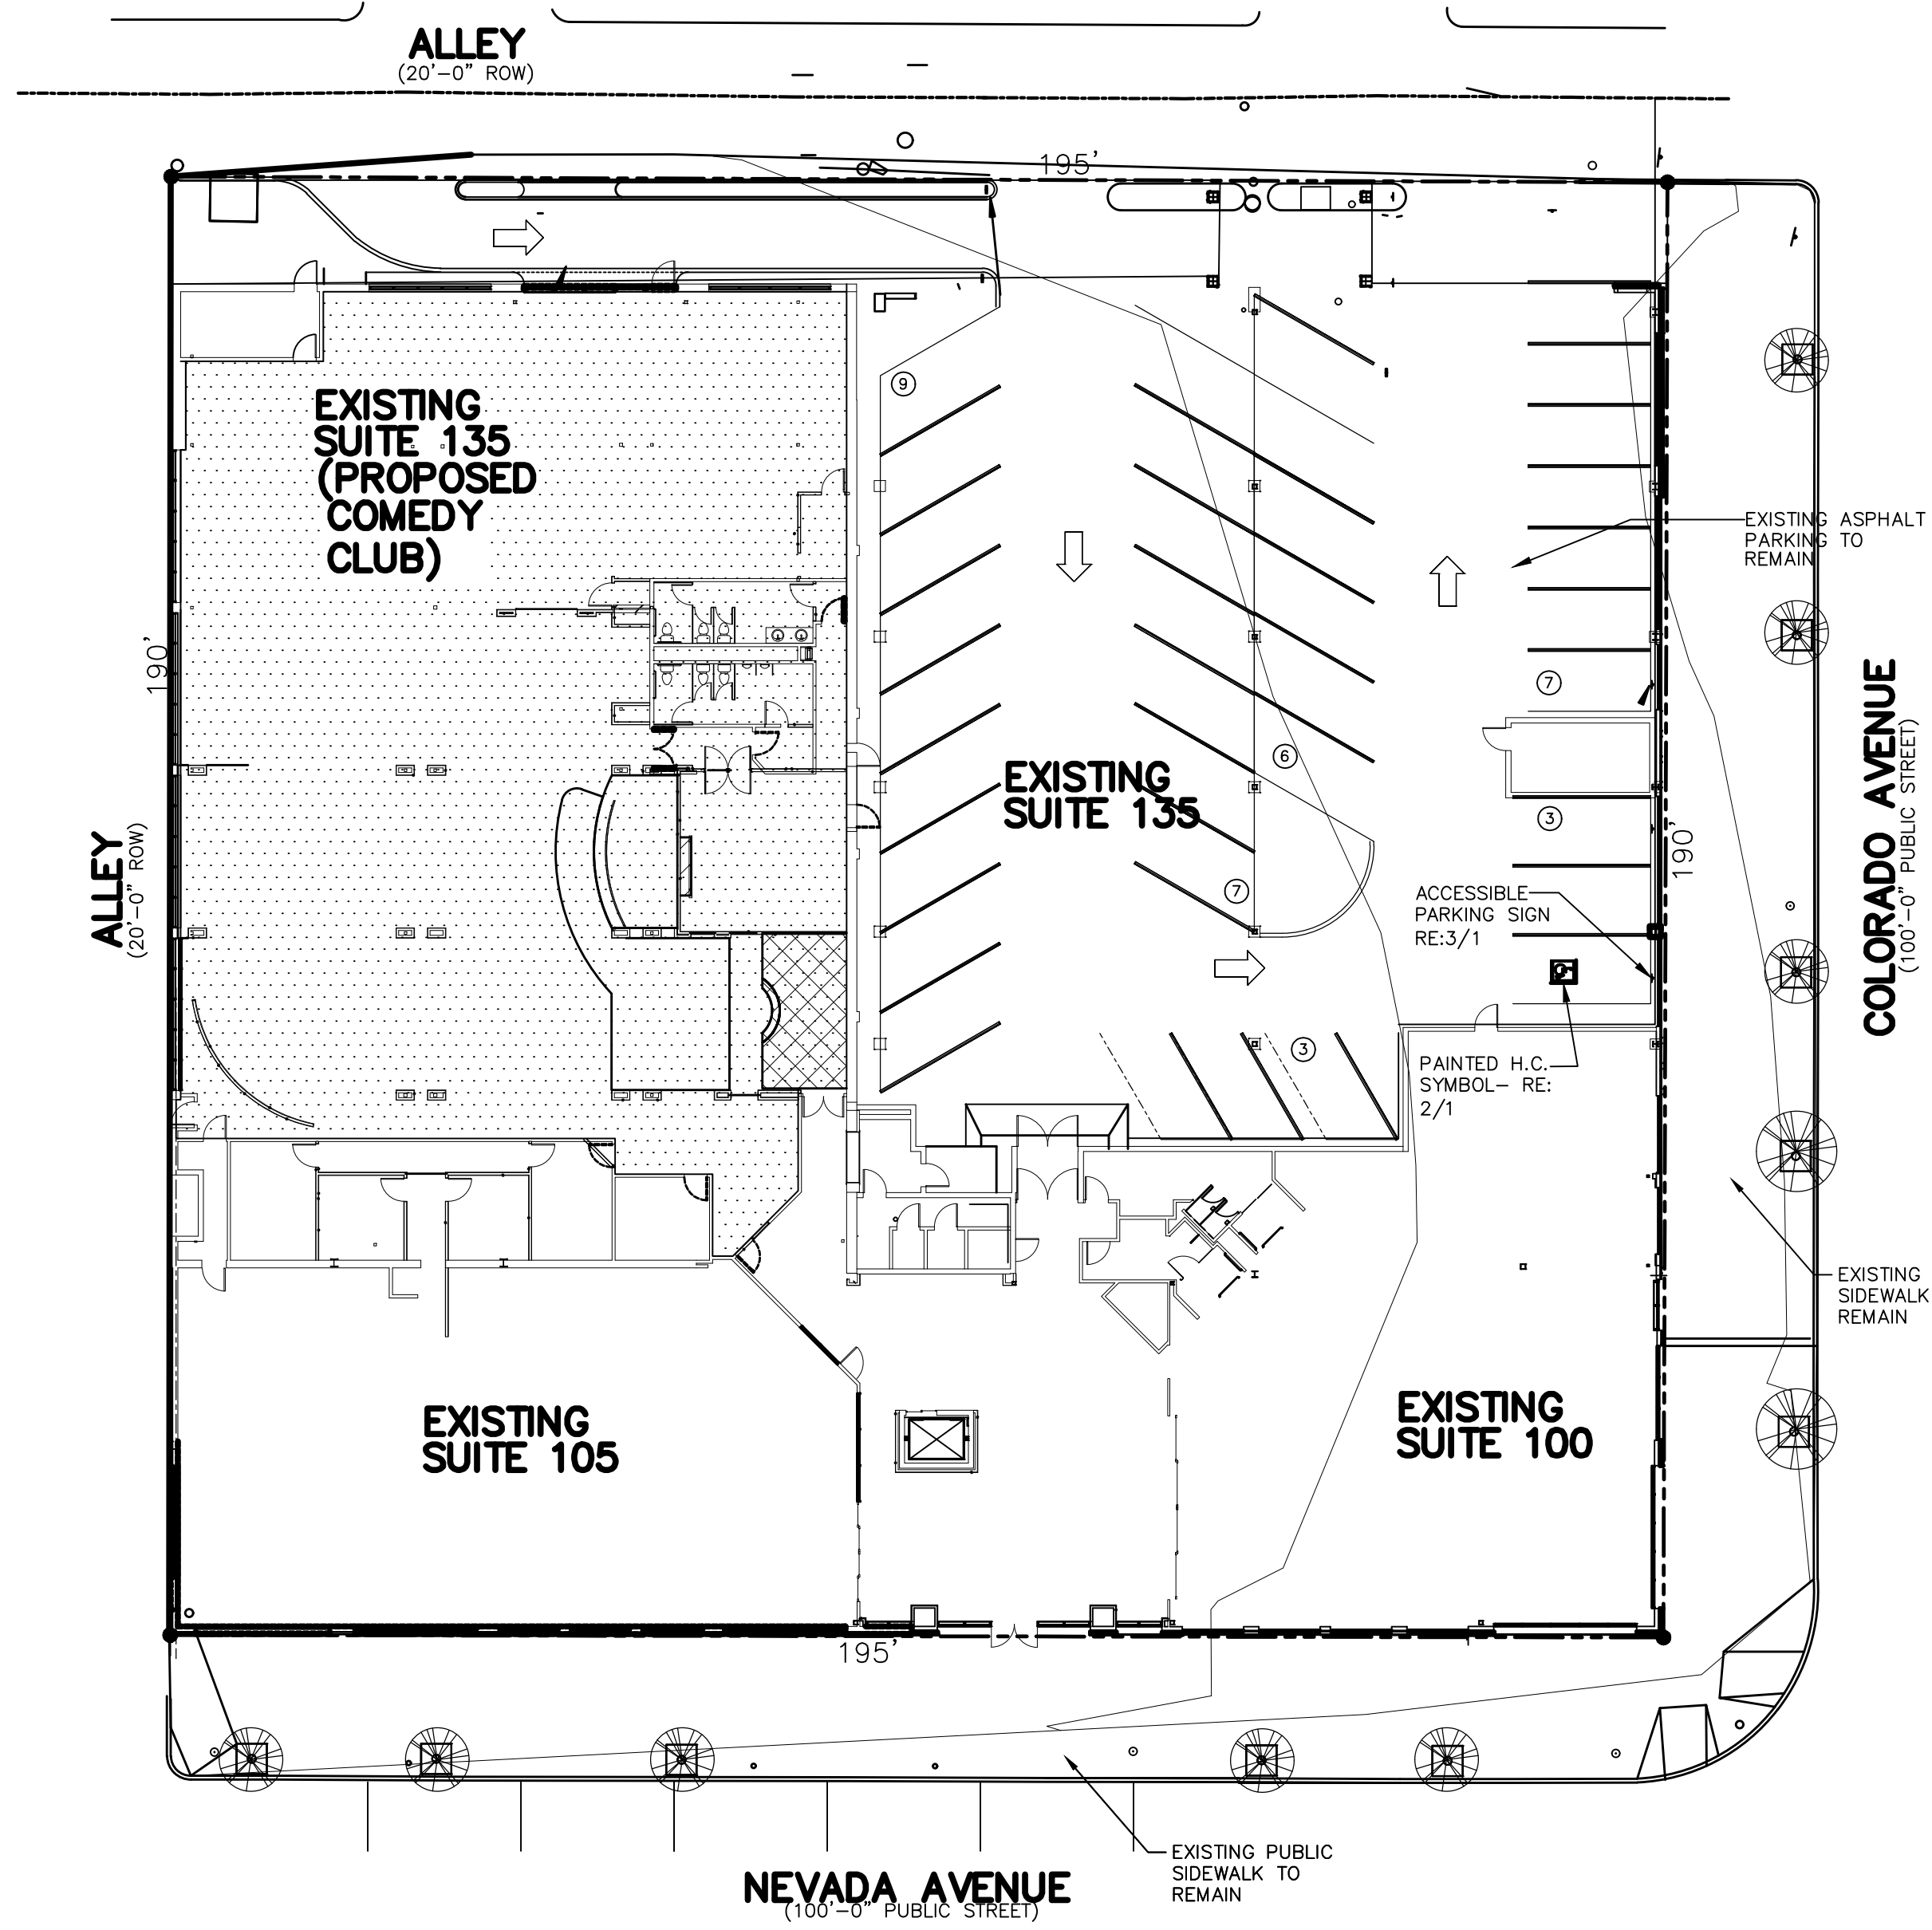 ALLEY
(20'-0" ROW)
195'
9
EXISTING
SUITE 135
(PROPOSED
COMEDY
CLUB)
EXISTING ASPHALT
PARKING TO
REMAIN
190'
7
COLORADO AVENUE
(100'-0" PUBLIC STREET)
6
EXISTING
SUITE 135
3
190'
ALLEY
(20'-0" ROW)
7
ACCESSIBLE
PARKING SIGN
RE:3/1
3
PAINTED H.C.
SYMBOL– RE:
2/1
EXISTING
SIDEWALK
REMAIN
EXISTING
SUITE 105
EXISTING
SUITE 100
195'
EXISTING PUBLIC
SIDEWALK TO
REMAIN
NEVADA AVENUE
(100'-0" PUBLIC STREET)